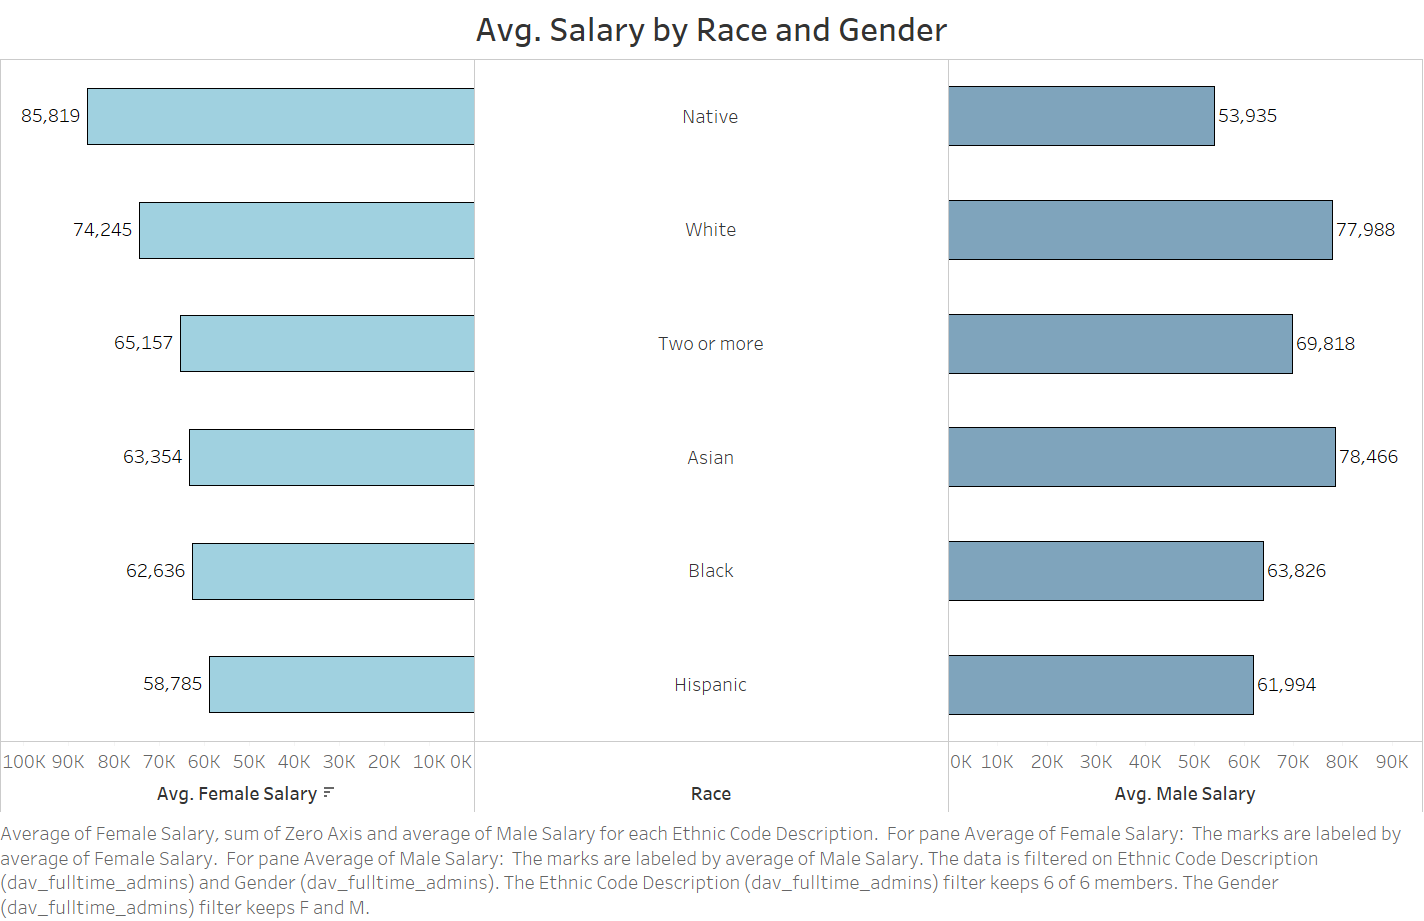 Avg. Salary by Race and Gender
85,819 Native 53,935
74,245 White 77,988
65,157 Two or more 69,818
63,354 Asian 78,466
62,636 Black 63,826
58,785 Hispanic 61,994
100K 90K 80K 70K 60K 50K 40K 30K 20K 10K 0K 0K 10K 20K 30K 40K 50K 60K 70K 80K 90K
Avg. Female Salary Race Avg. Male Salary
Average of Female Salary, sum of Zero Axis and average of Male Salary for each Ethnic Code Description.  For pane Average of Female Salary:  The marks are labeled by
average of Female Salary.  For pane Average of Male Salary:  The marks are labeled by average of Male Salary. The data is filtered on Ethnic Code Description
(dav_fulltime_admins) and Gender (dav_fulltime_admins). The Ethnic Code Description (dav_fulltime_admins) filter keeps 6 of 6 members. The Gender
(dav_fulltime_admins) filter keeps F and M.